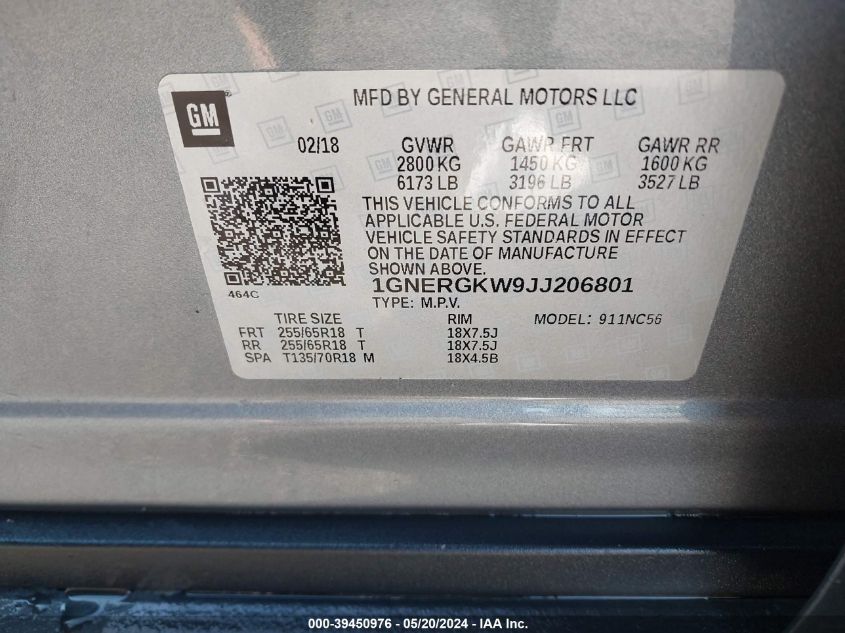 GM
MFD BY GENERAL MOTORS LLC
02/18 GVWR GAWR FRT GAWR RR
2800 KG 1450 KG 1600 KG
6173 LB 3196 LB 3527 LB
THIS VEHICLE CONFORMS TO ALL
APPLICABLE U.S. FEDERAL MOTOR
VEHICLE SAFETY STANDARDS IN EFFECT
ON THE DATE OF MANUFACTURE
SHOWN ABOVE.
464C
1GNERGKW9JJ206801
TYPE: M.P.V.
TIRE SIZE RIM MODEL: 911NC56
FRT 255/65R18 T 18X7.5J
RR 255/65R18 T 18X7.5J
SPA T135/70R18 M 18X4.5B
000-39450976 — 05/20/2024 — IAA Inc.